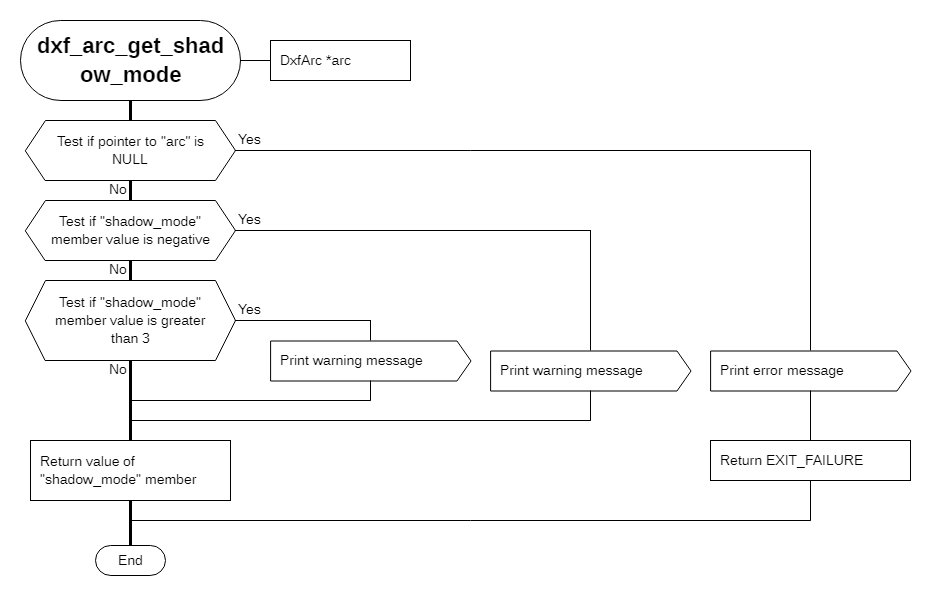 dxf_arc_get_shad
ow_mode
DxfArc *arc
Test if pointer to "arc" is
NULL
Yes
No
Test if "shadow_mode"
member value is negative
Yes
No
Test if "shadow_mode"
member value is greater
than 3
Yes
No
Print warning message
Print warning message
Print error message
Return value of
"shadow_mode" member
Return EXIT_FAILURE
End